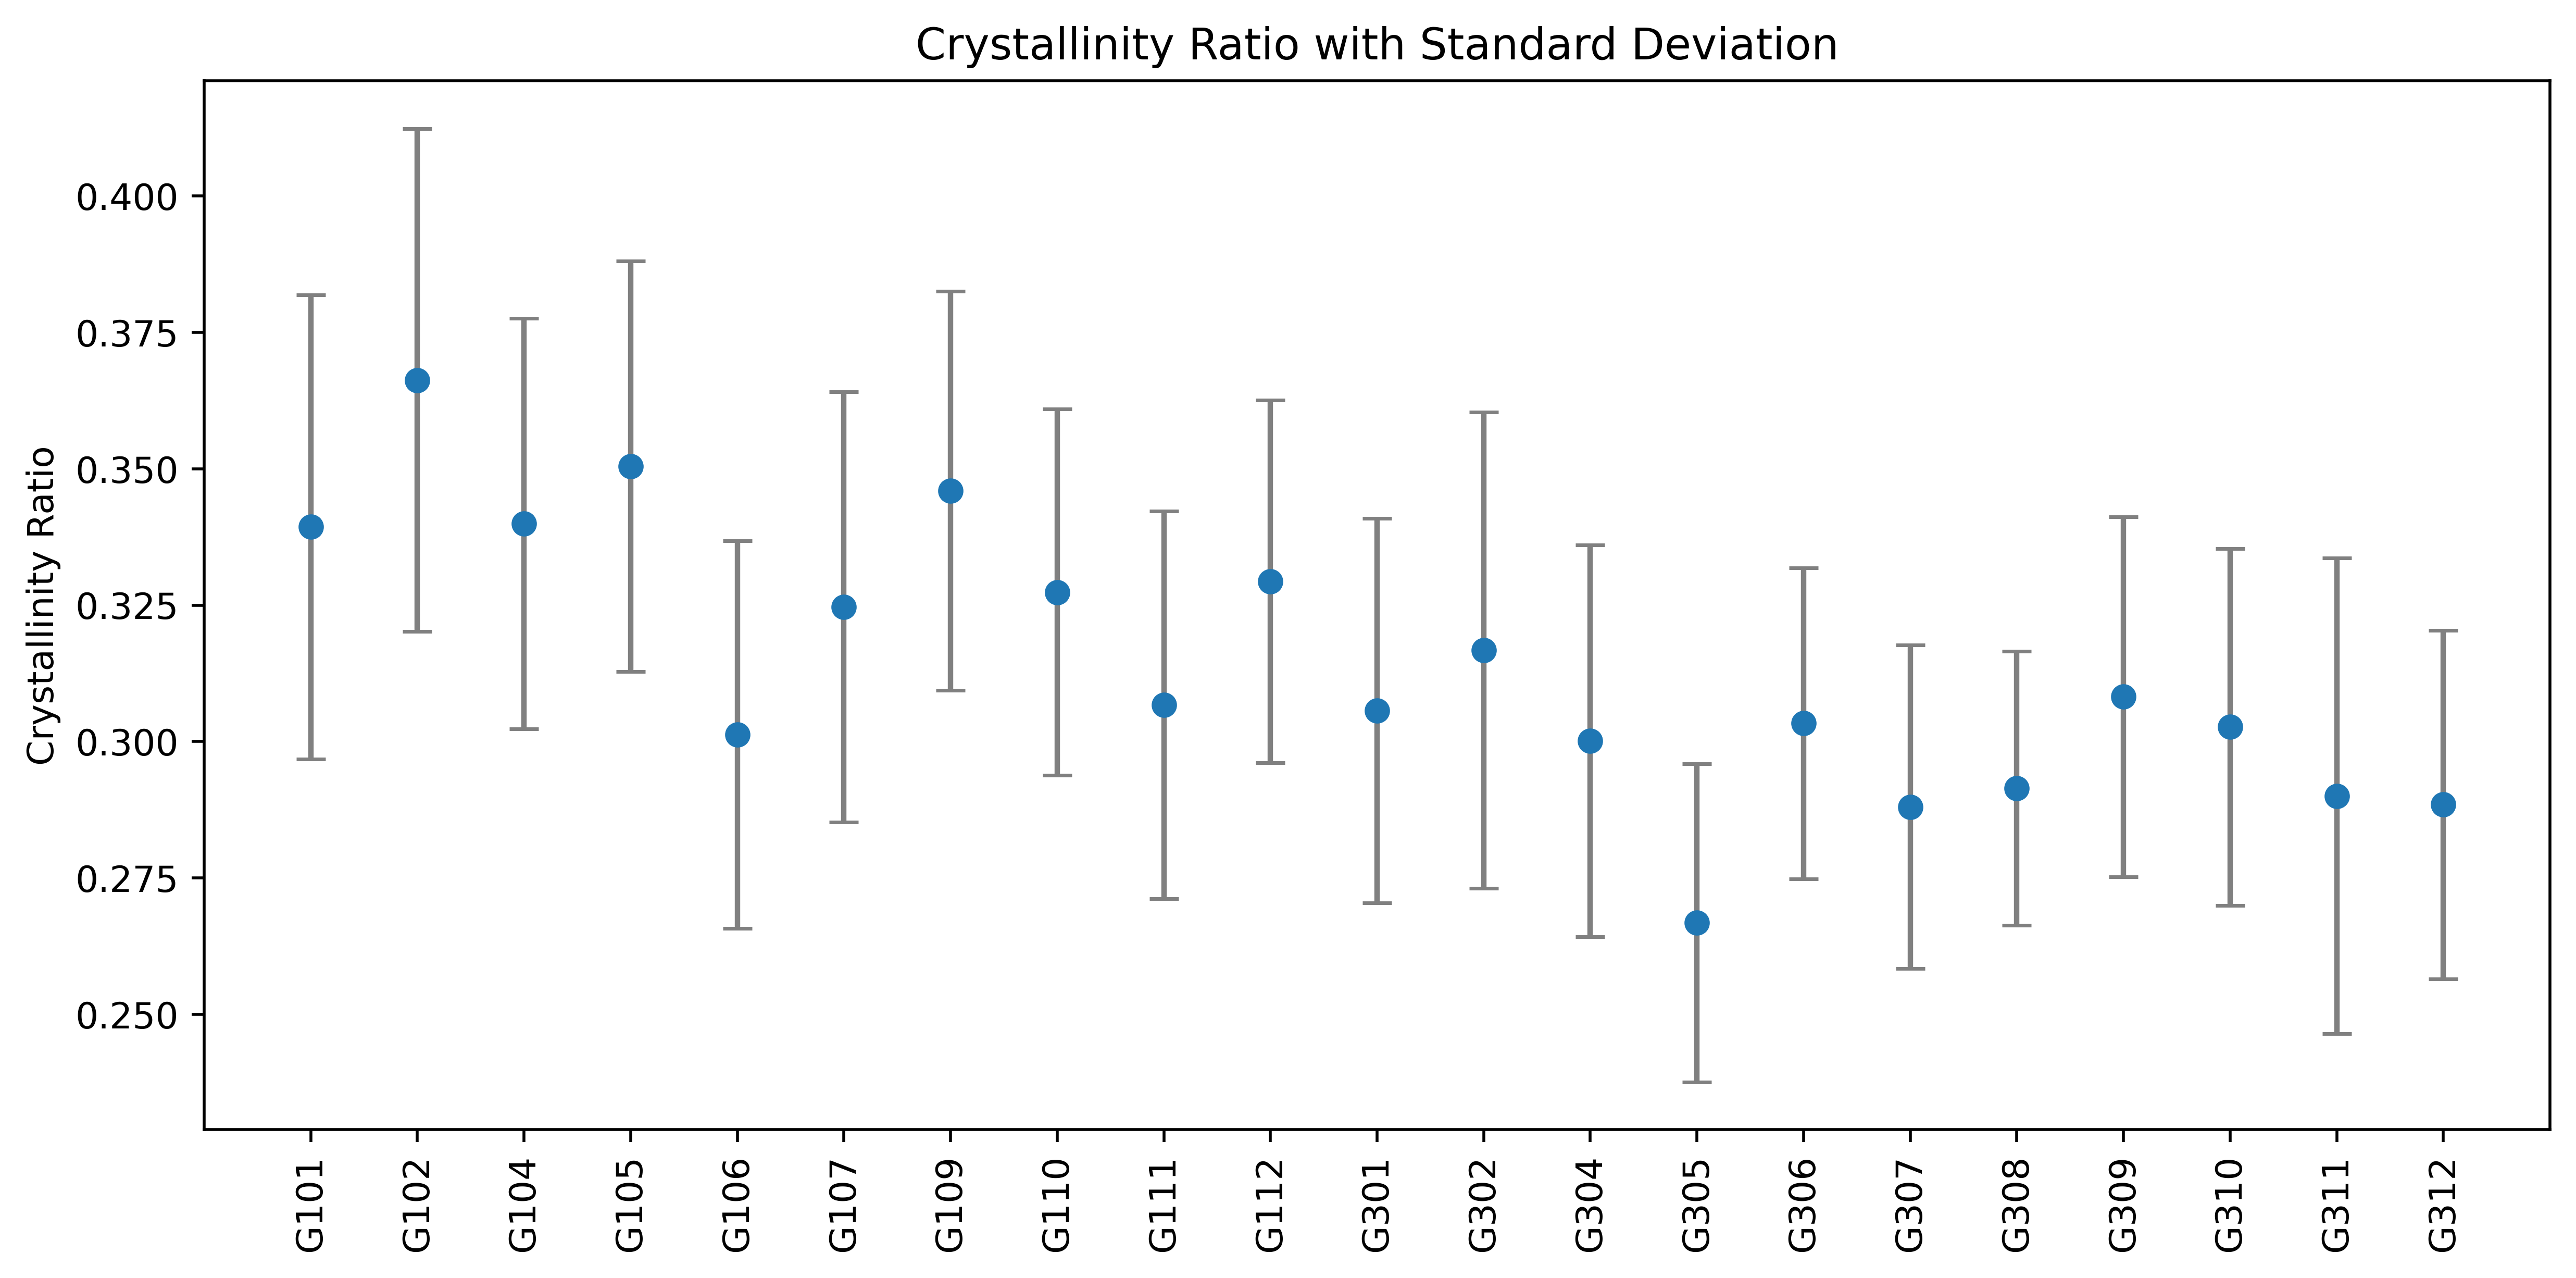 Crystallinity Ratio with Standard Deviation
Crystallinity Ratio
0.400
0.375
0.350
0.325
0.300
0.275
0.250
G101
G102
G104
G105
G106
G107
G109
G110
G111
G112
G301
G302
G304
G305
G306
G307
G308
G309
G310
G311
G312